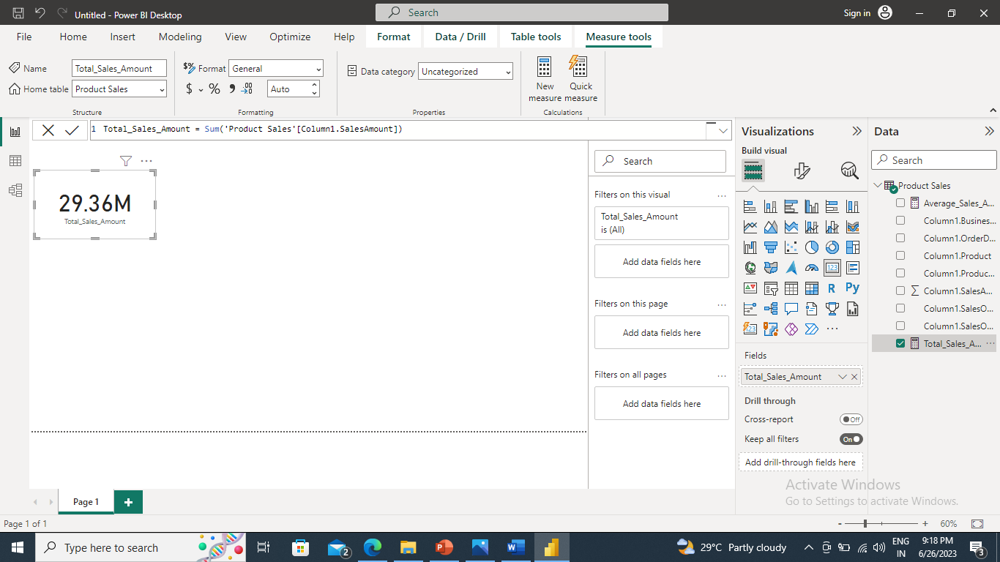 Untitled - Power BI Desktop
Search
Sign in
File
Home
Insert
Modeling
View
Optimize
Help
Format
Data / Drill
Table tools
Measure tools
Name
Total_Sales_Amount
Home table
Product Sales
Structure
Format
General
$
%
Auto
Formatting
Data category
Uncategorized
Properties
New
measure
Quick
measure
Calculations
1 Total_Sales_Amount = Sum('Product Sales'[Column1.SalesAmount])
29.36M
Total_Sales_Amount
Search
Filters on this visual
Total_Sales_Amount
is (All)
Add data fields here
Filters on this page
Add data fields here
Filters on all pages
Add data fields here
Visualizations
Build visual
R
Py
Fields
Total_Sales_Amount
Drill through
Cross-report
Off
Keep all filters
On
Add drill-through fields here
Data
Search
Product Sales
Average_Sales_A...
Column1.Busines...
Column1.OrderD...
Column1.Product
Column1.Produc...
Column1.SalesA...
Column1.SalesO...
Column1.SalesO...
Total_Sales_A...
Activate Windows
Go to Settings to activate Windows.
Page 1
Page 1 of 1
60%
Type here to search
2
29°C Partly cloudy
ENG
IN
9:18 PM
6/26/2023
3